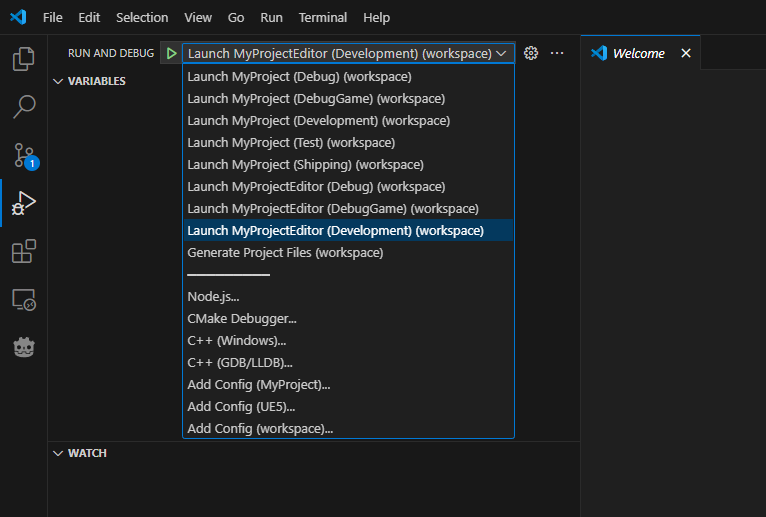 File Edit Selection View Go Run Terminal Help
RUN AND DEBUG Launch MyProjectEditor (Development) (workspace) Welcome
VARIABLES
Launch MyProject (Debug) (workspace)
Launch MyProject (DebugGame) (workspace)
Launch MyProject (Development) (workspace)
Launch MyProject (Test) (workspace)
Launch MyProject (Shipping) (workspace)
1
Launch MyProjectEditor (Debug) (workspace)
Launch MyProjectEditor (DebugGame) (workspace)
Launch MyProjectEditor (Development) (workspace)
Generate Project Files (workspace)
Node.js...
CMake Debugger...
C++ (Windows)...
C++ (GDB/LLDB)...
Add Config (MyProject)...
Add Config (UE5)...
Add Config (workspace)...
WATCH